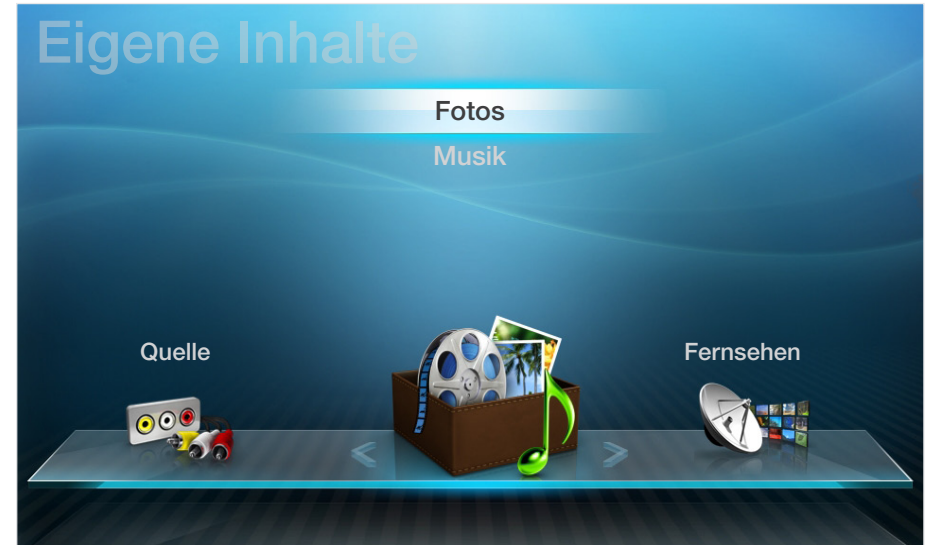 Eigene Inhalte
Fotos
Musik
Quelle
Fernsehen